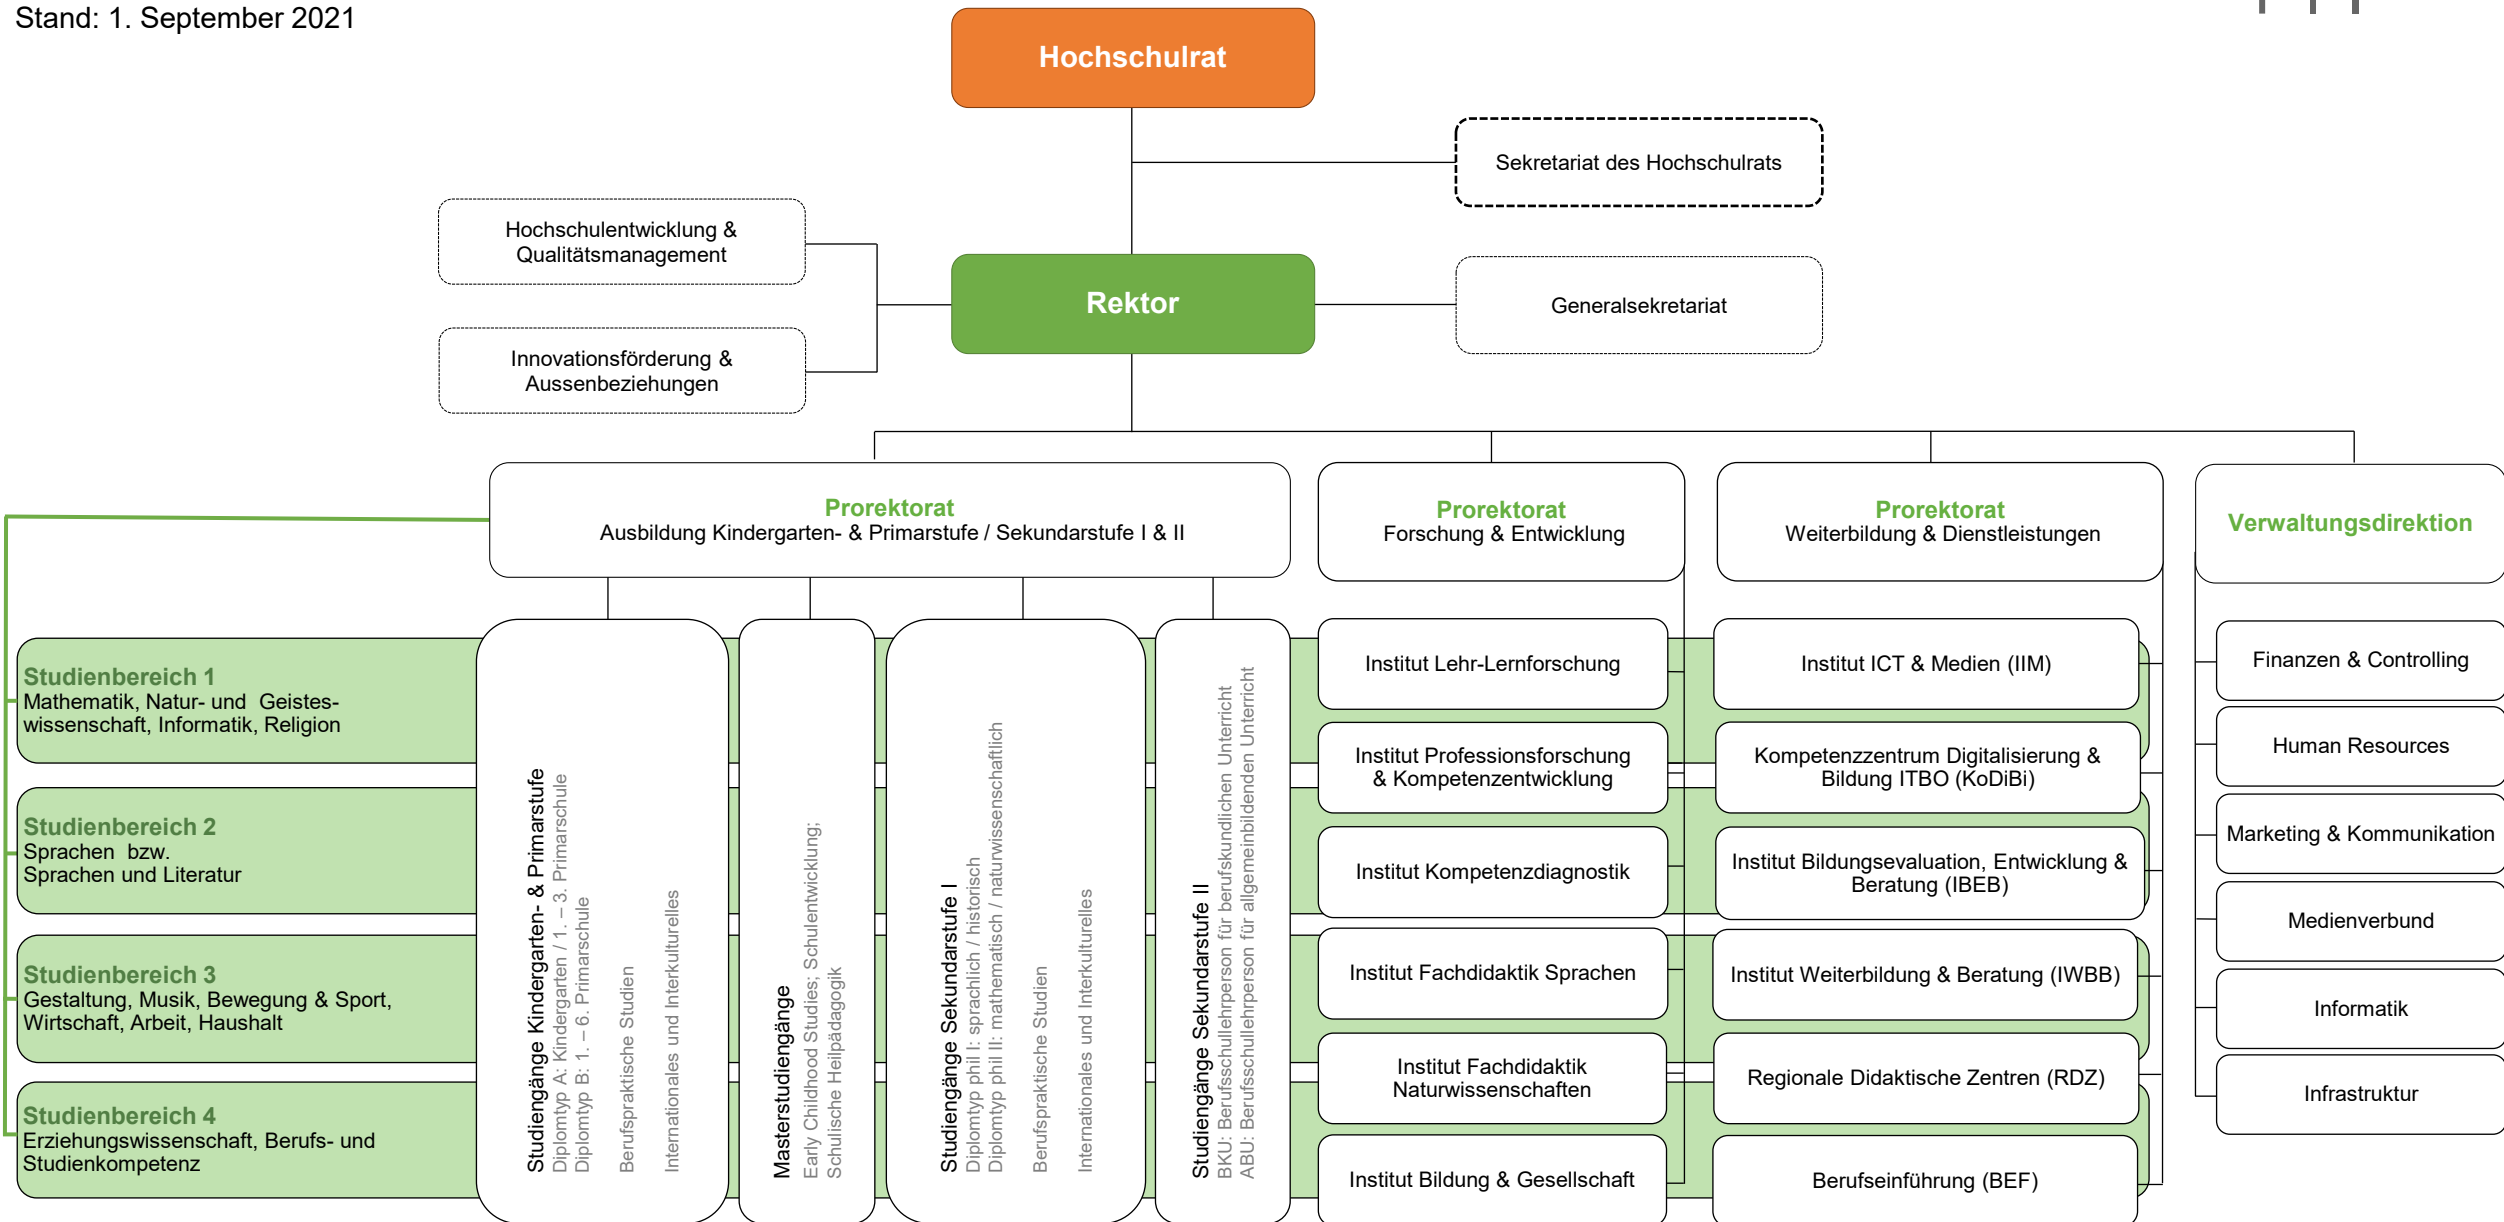 Stand: 1. September 2021
Hochschulrat
Sekretariat des Hochschulrats
Hochschulentwicklung &
Qualitätsmanagement
Rektor
Generalsekretariat
Innovationsförderung &
Aussenbeziehungen
Prorektorat
Ausbildung Kindergarten- & Primarstufe / Sekundarstufe I & II
Prorektorat
Forschung & Entwicklung
Prorektorat
Weiterbildung & Dienstleistungen
Verwaltungsdirektion
Studienbereich 1
Mathematik, Natur- und Geistes-
wissenschaft, Informatik, Religion
Studienbereich 2
Sprachen bzw.
Sprachen und Literatur
Studienbereich 3
Gestaltung, Musik, Bewegung & Sport,
Wirtschaft, Arbeit, Haushalt
Studienbereich 4
Erziehungswissenschaft, Berufs- und
Studienkompetenz
Studiengänge Kindergarten- & Primarstufe
Diplomtyp A: Kindergarten / 1. – 3. Primarschule
Diplomtyp B: 1. – 6. Primarschule
Berufspraktische Studien
Internationales und Interkulturelles
Masterstudiengänge
Early Childhood Studies; Schulentwicklung;
Schulische Heilpädagogik
Studiengänge Sekundarstufe I
Diplomtyp phil I: sprachlich / historisch
Diplomtyp phil II: mathematisch / naturwissenschaftlich
Berufspraktische Studien
Internationales und Interkulturelles
Studiengänge Sekundarstufe II
BKU: Berufsschullehrperson für berufskundlichen Unterricht
ABU: Berufsschullehrperson für allgemeinbildenden Unterricht
Institut Lehr-Lernforschung
Institut Professionsforschung
& Kompetenzentwicklung
Institut Kompetenzdiagnostik
Institut Fachdidaktik Sprachen
Institut Fachdidaktik
Naturwissenschaften
Institut Bildung & Gesellschaft
Institut ICT & Medien (IIM)
Kompetenzzentrum Digitalisierung &
Bildung ITBO (KoDiBi)
Institut Bildungsevaluation, Entwicklung &
Beratung (IBEB)
Institut Weiterbildung & Beratung (IWBB)
Regionale Didaktische Zentren (RDZ)
Berufseinführung (BEF)
Finanzen & Controlling
Human Resources
Marketing & Kommunikation
Medienverbund
Informatik
Infrastruktur